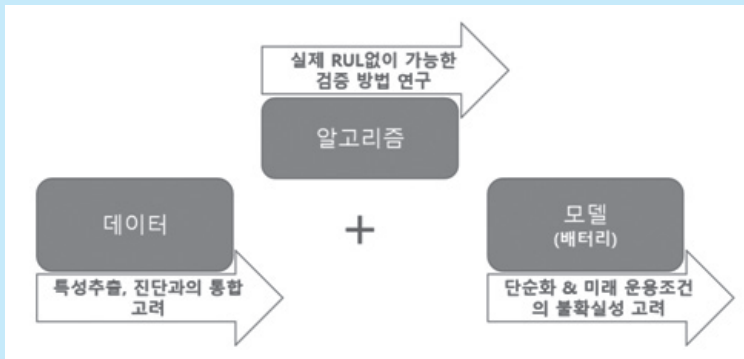 실제 RUL없이 가능한
검증 방법 연구
알고리즘
데이터
+
모델
(배터리)
특성추출, 진단과의 통합
고려
단순화 & 미래 운용조건
의 불확실성 고려